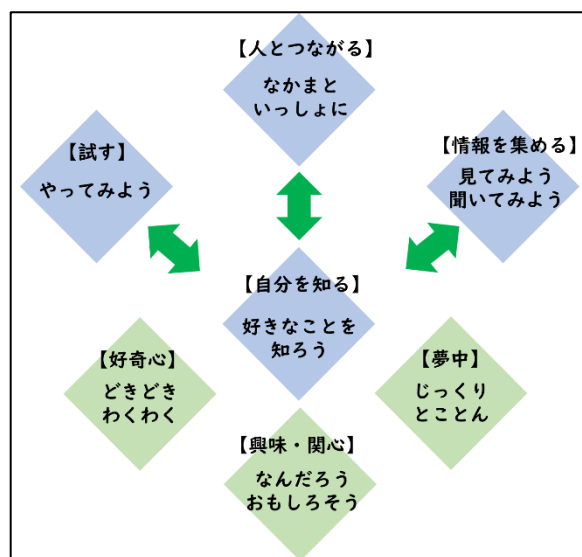 【人とつながる】
なかまと
いっしょに
【試す】
やってみよう
【情報を集める】
見てみよう
聞いてみよう
【自分を知る】
好きなことを
知ろう
【好奇心】
どきどき
わくわく
【夢中】
じっくり
とことん
【興味・関心】
なんだろう
おもしろそう